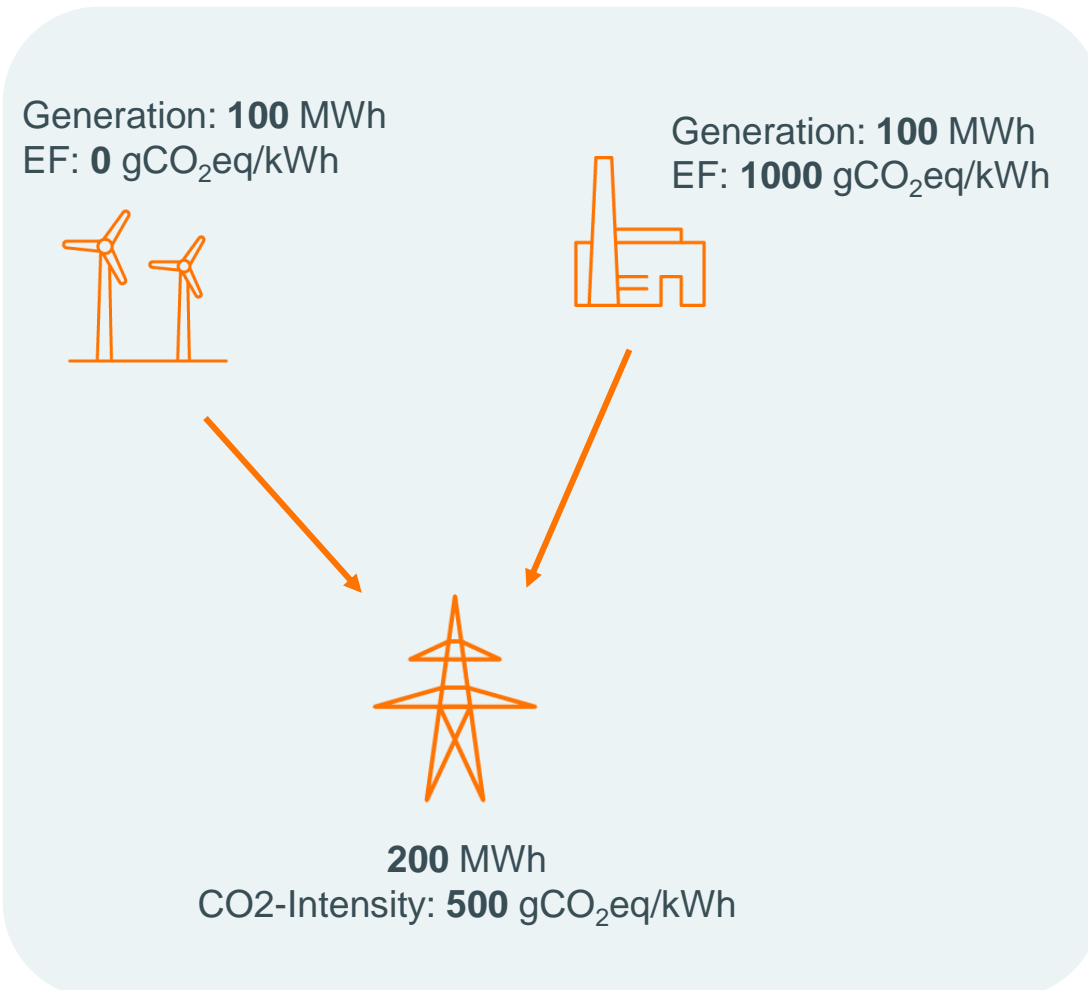 Generation: 100 MWh
EF: 0 gCO₂eq/kWh
Generation: 100 MWh
EF: 1000 gCO₂eq/kWh
200 MWh
CO2-Intensity: 500 gCO₂eq/kWh